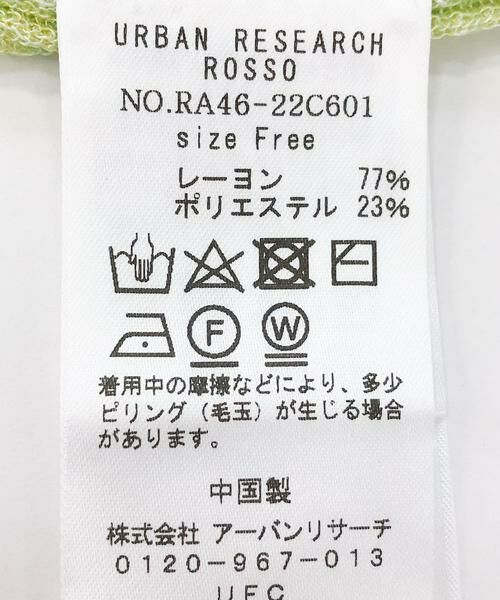 URBAN RESEARCH
ROSSO
NO.RA46-22C601
size Free
レーヨン 77%
ポリエステル 23%
F W
着用中の摩擦などにより、多少
ピリング（毛玉）が生じる場合
があります。
中国製
株式会社 アーバンリサーチ
0120-967-013
UFC